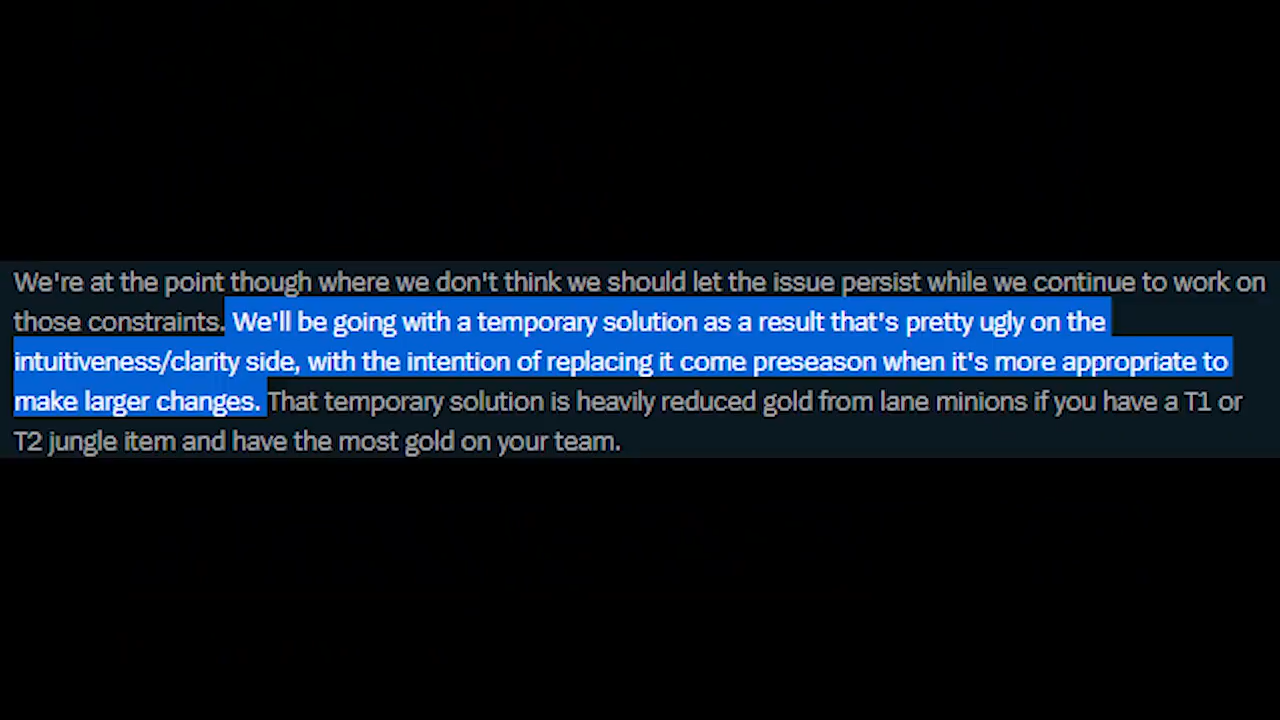 We're at the point though where we don't think we should let the issue persist while we continue to work on
those constraints. We'll be going with a temporary solution as a result that's pretty ugly on the
intuitiveness/clarity side, with the intention of replacing it come preseason when it's more appropriate to
make larger changes. That temporary solution is heavily reduced gold from lane minions if you have a T1 or
T2 jungle item and have the most gold on your team.